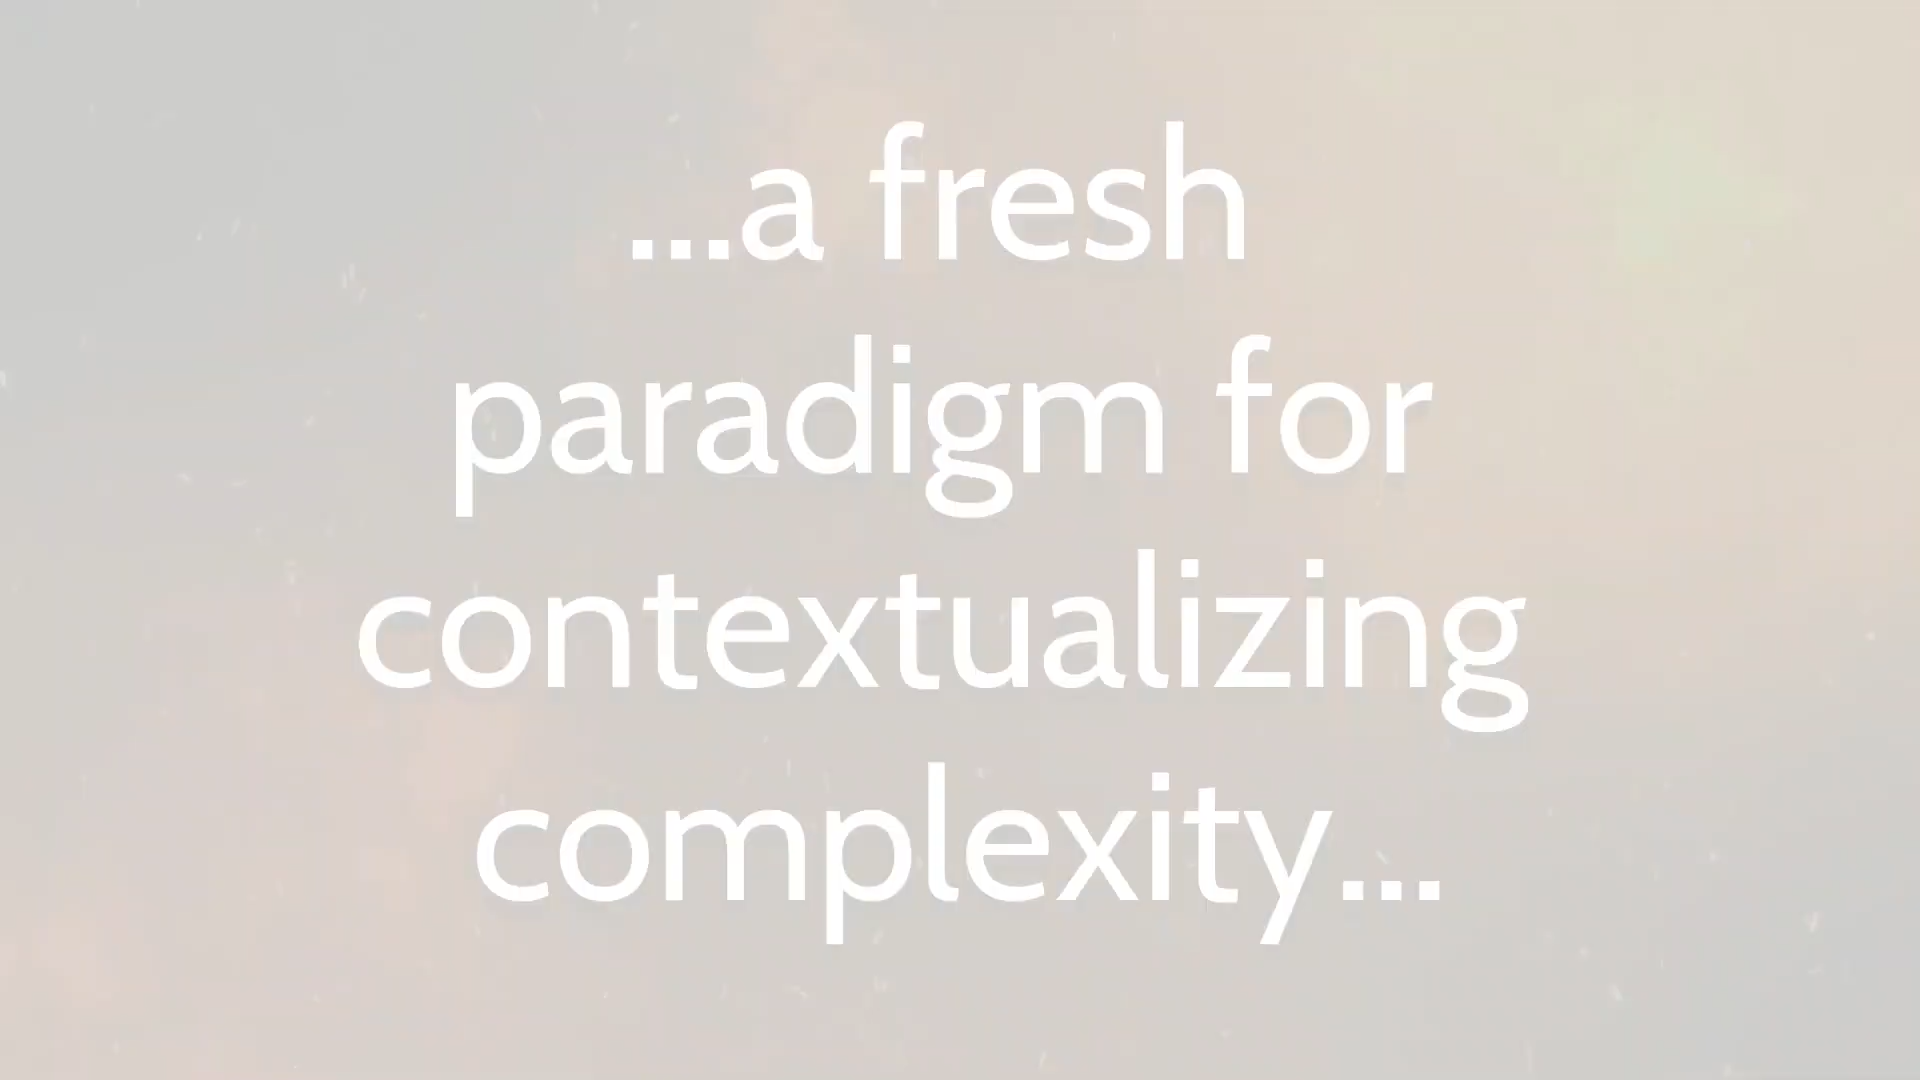 ...a fresh
paradigm for
contextualizing
complexity...